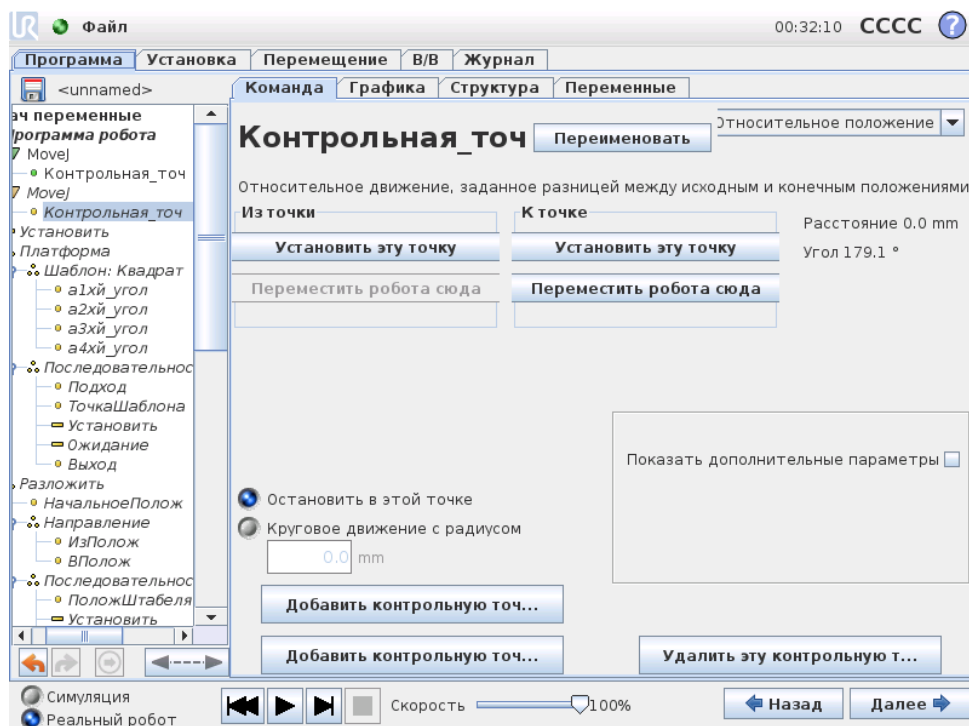 UR Файл 00:32:10 CCCC ?
Программа Установка Перемещение В/В Журнал
<unnamed>
Команда Графика Структура Переменные
ач переменные
Программа робота
MoveJ
Контрольная_точ
MoveJ
Контрольная_точ
Установить
Платформа
Шаблон: Квадрат
a1хй_угол
a2хй_угол
a3хй_угол
a4хй_угол
Последовательнос
Подход
ТочкаШаблона
Установить
Ожидание
Выход
Разложить
НачальноеПолож
Направление
ИзПолож
ВПолож
Последовательнос
ПоложШтабеля
Установить
Контрольная_точ
Переименовать
Относительное положение
Относительное движение, заданное разницей между исходным и конечным положениями
Из точки
К точке
Расстояние 0.0 mm
Установить эту точку
Установить эту точку
Угол 179.1 °
Переместить робота сюда
Переместить робота сюда
Показать дополнительные параметры
Остановить в этой точке
Круговое движение с радиусом
0.0 mm
Добавить контрольную точ...
Добавить контрольную точ...
Удалить эту контрольную т...
Симуляция
Реальный робот
Скорость 100%
Назад
Далее